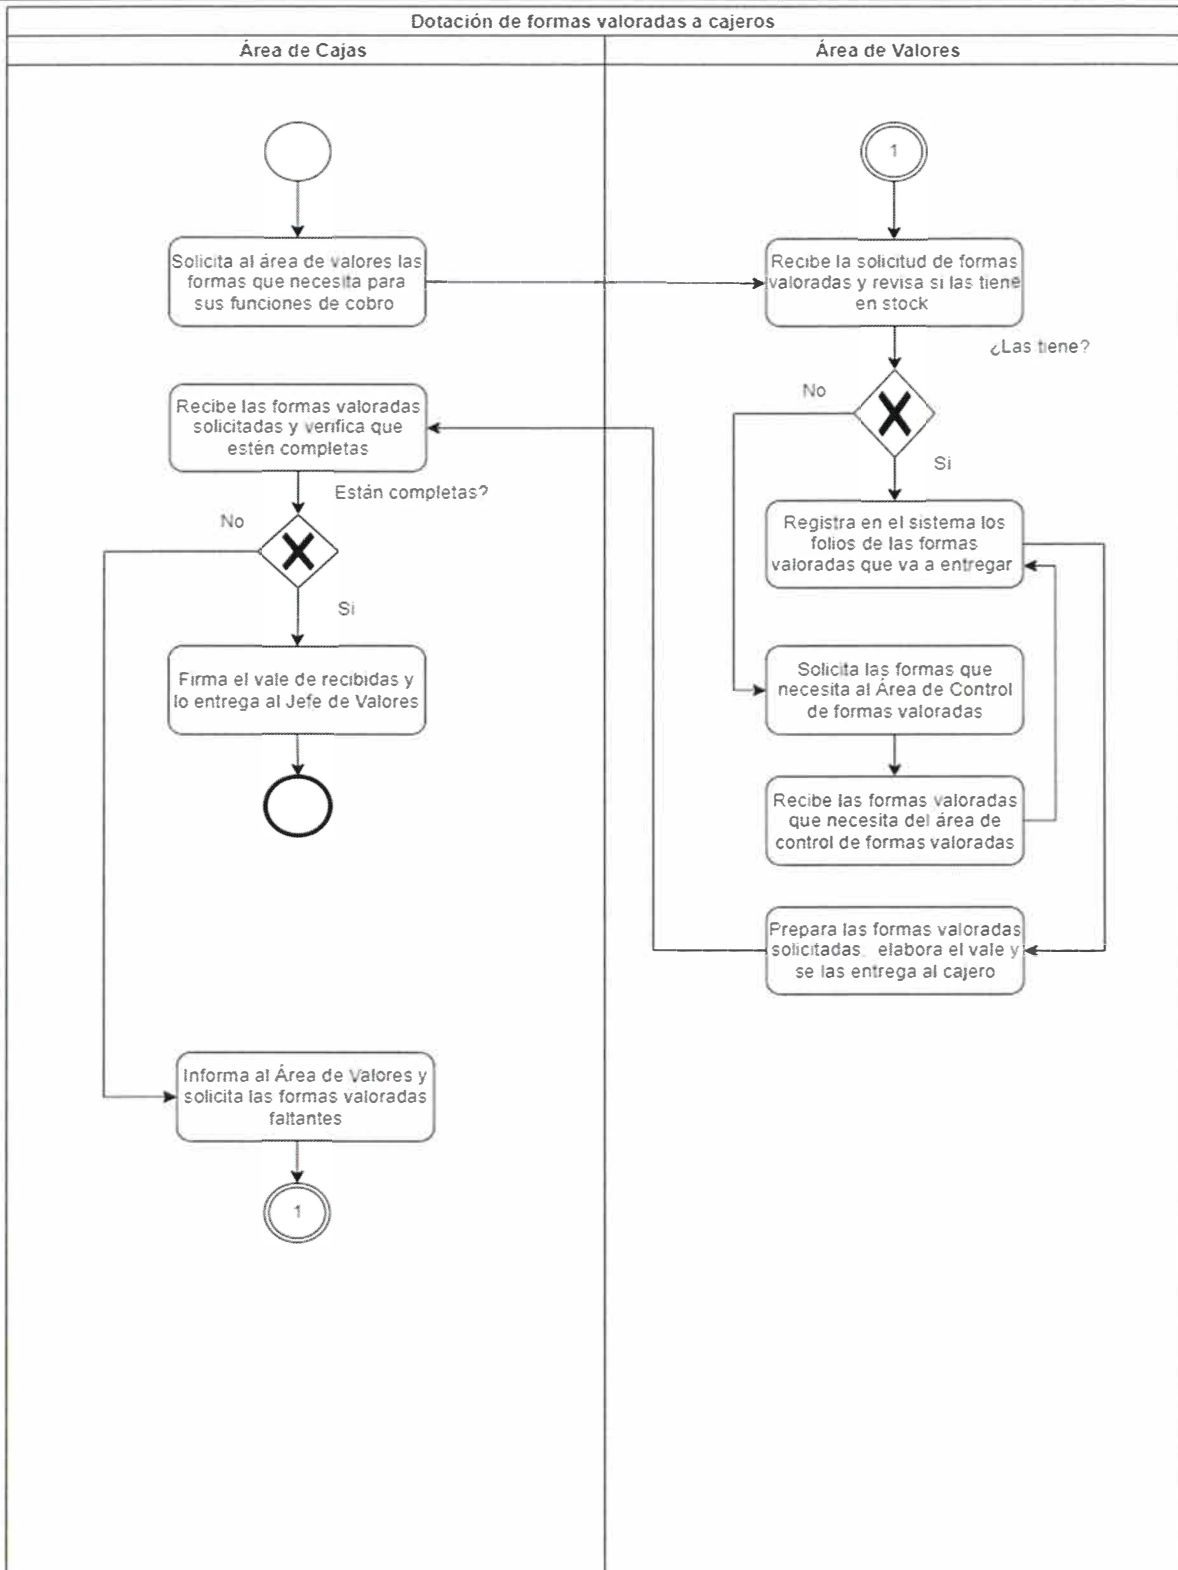 Dotación de formas valoradas a cajeros
Área de Cajas
Área de Valores
1
Solicita al área de valores las
formas que necesita para
sus funciones de cobro
Recibe la solicitud de formas
valoradas y revisa si las tiene
en stock
¿Las tiene?
No
Si
Recibe las formas valoradas
solicitadas y verifica que
estén completas
Están completas?
No
Si
Registra en el sistema los
folios de las formas
valoradas que va a entregar
Firma el vale de recibidas y
lo entrega al Jefe de Valores
Solicita las formas que
necesita al Área de Control
de formas valoradas
Recibe las formas valoradas
que necesita del área de
control de formas valoradas
Prepara las formas valoradas
solicitadas, elabora el vale y
se las entrega al cajero
Informa al Área de Valores y
solicita las formas valoradas
faltantes
1